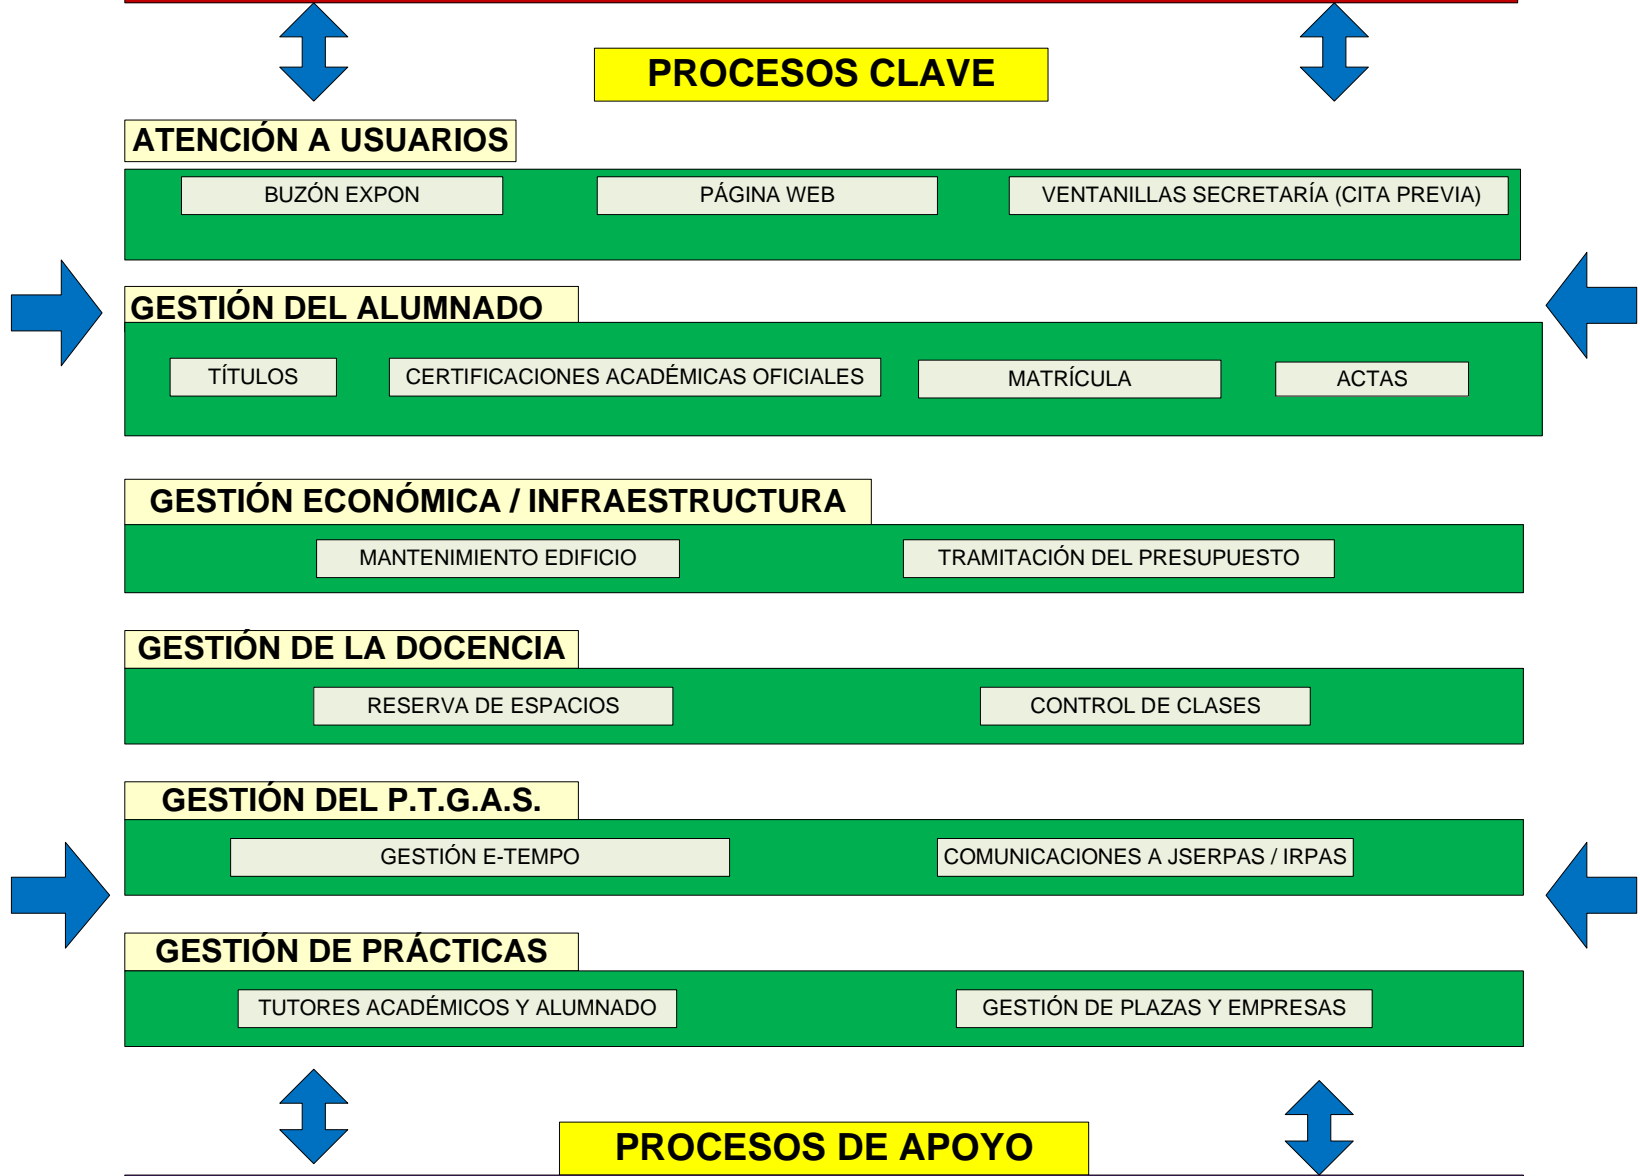 PROCESOS CLAVE
ATENCIÓN A USUARIOS
BUZÓN EXPON
PÁGINA WEB
VENTANILLAS SECRETARÍA (CITA PREVIA)
GESTIÓN DEL ALUMNADO
TÍTULOS
CERTIFICACIONES ACADÉMICAS OFICIALES
MATRÍCULA
ACTAS
GESTIÓN ECONÓMICA / INFRAESTRUCTURA
MANTENIMIENTO EDIFICIO
TRAMITACIÓN DEL PRESUPUESTO
GESTIÓN DE LA DOCENCIA
RESERVA DE ESPACIOS
CONTROL DE CLASES
GESTIÓN DEL P.T.G.A.S.
GESTIÓN E-TEMPO
COMUNICACIONES A JSERPAS / IRPAS
GESTIÓN DE PRÁCTICAS
TUTORES ACADÉMICOS Y ALUMNADO
GESTIÓN DE PLAZAS Y EMPRESAS
PROCESOS DE APOYO